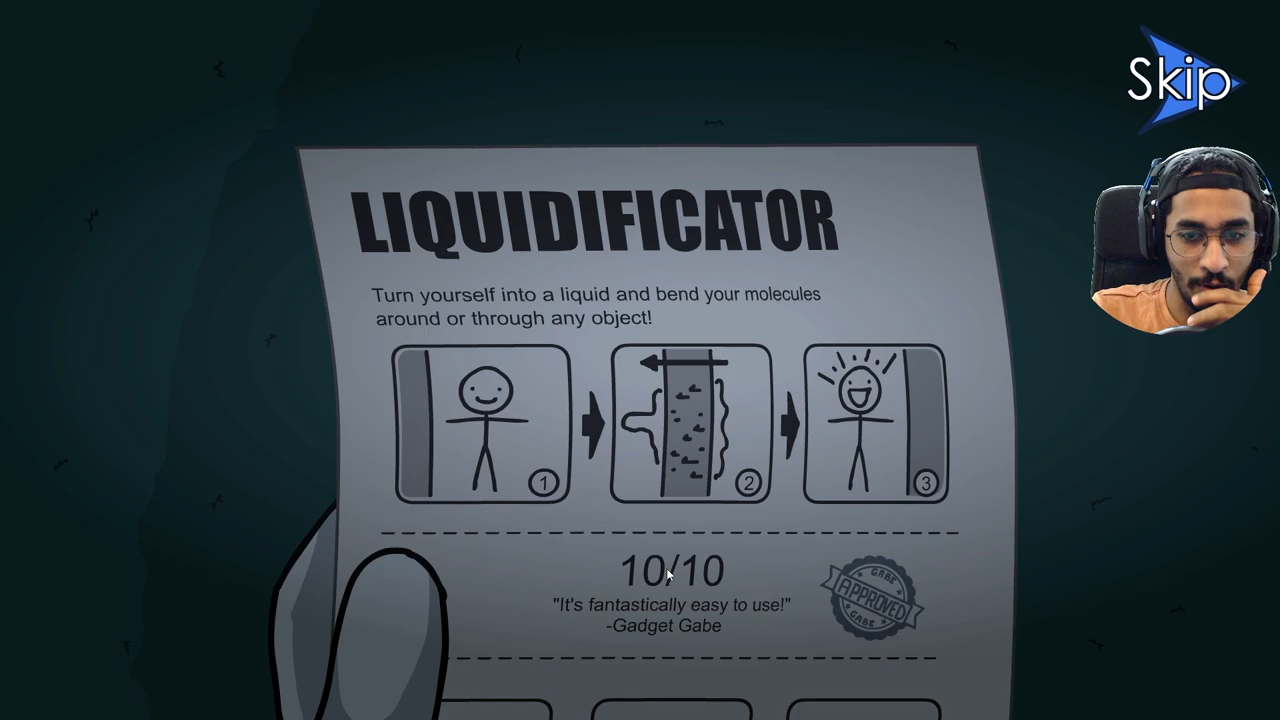 Skip
LIQUIDIFICATOR
Turn yourself into a liquid and bend your molecules
around or through any object!
1
2
3
10/10
"It's fantastically easy to use!"
-Gadget Gabe
GABE
APPROVED
GABE